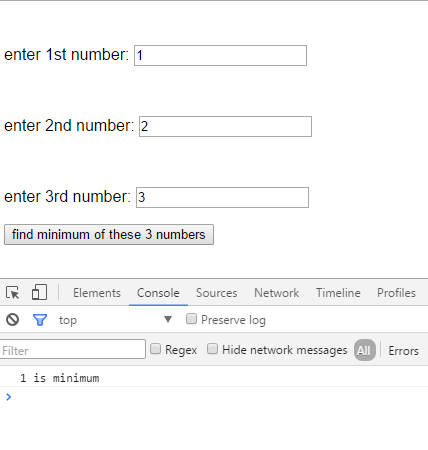 enter 1st number: 1
enter 2nd number: 2
enter 3rd number: 3
find minimum of these 3 numbers
Elements Console Sources Network Timeline Profiles
top Preserve log
Filter Regex Hide network messages All Errors
1 is minimum
>